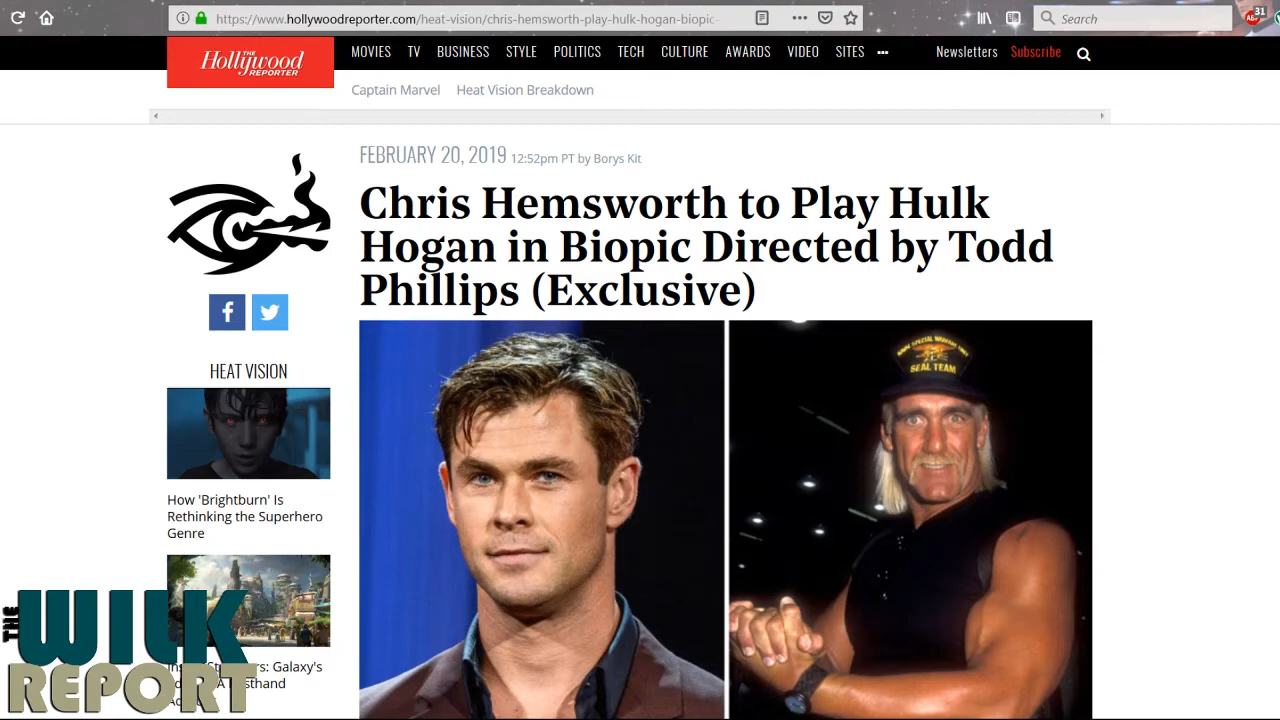 https://www.hollywoodreporter.com/heat-vision/chris-hemsworth-play-hulk-hogan-biopic-
Search
31
THE
Hollywood
REPORTER
MOVIES TV BUSINESS STYLE POLITICS TECH CULTURE AWARDS VIDEO SITES •••
Newsletters Subscribe
Captain Marvel Heat Vision Breakdown
FEBRUARY 20, 2019 12:52pm PT by Borys Kit
Chris Hemsworth to Play Hulk
Hogan in Biopic Directed by Todd
Phillips (Exclusive)
SEAL TEAM
f
HEAT VISION
How 'Brightburn' Is
Rethinking the Superhero
Genre
Galaxy's
THE
WILK
REPORT